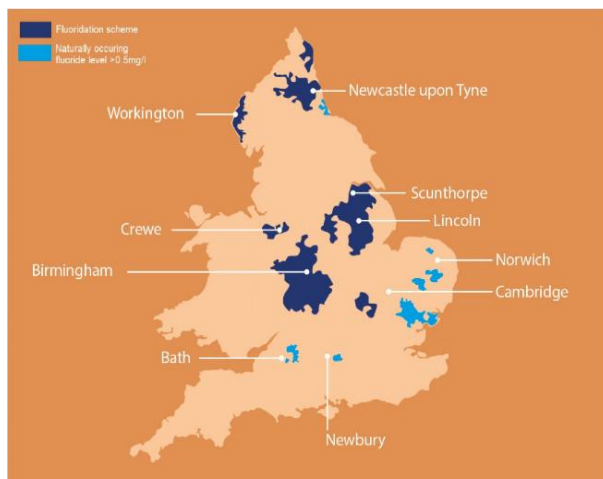 Fluoridation scheme
Naturally occuring
fluoride level >0.5mg/l
Newcastle upon Tyne
Workington
Scunthorpe
Lincoln
Crewe
Norwich
Birmingham
Cambridge
Bath
Newbury